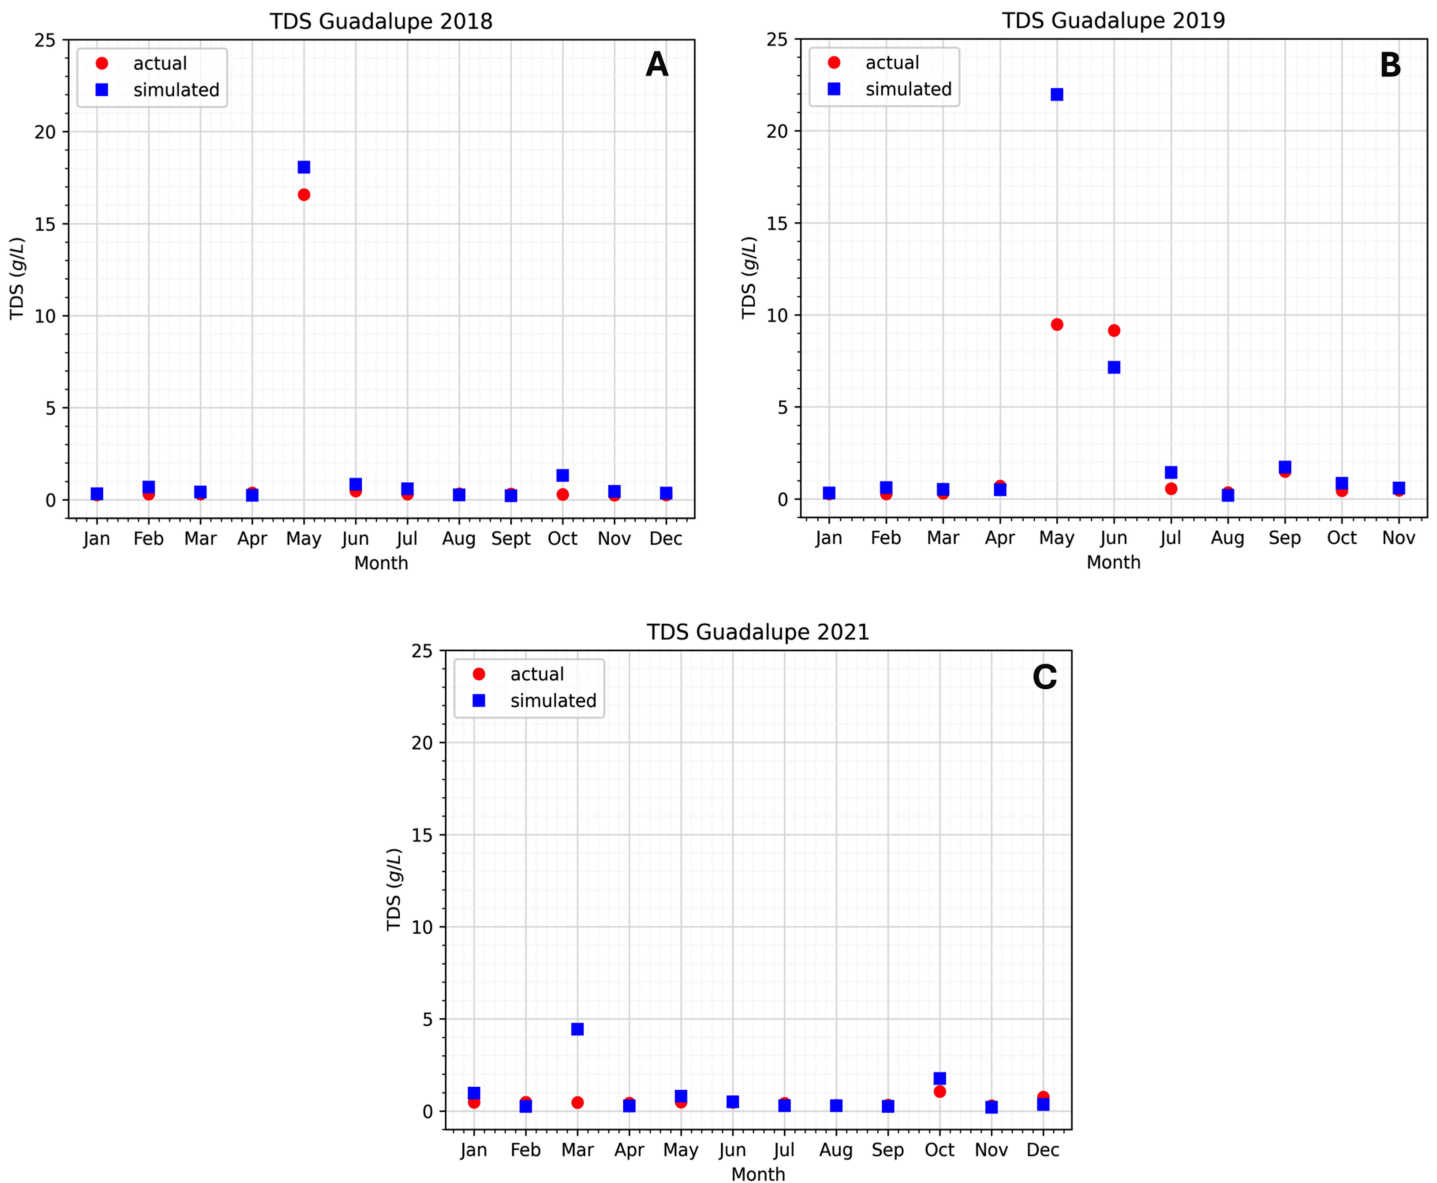 TDS Guadalupe 2018
A
actual
simulated
25
20
15
10
5
0
TDS (g/L)
Jan Feb Mar Apr May Jun Jul Aug Sept Oct Nov Dec
Month
TDS Guadalupe 2019
B
actual
simulated
25
20
15
10
5
0
TDS (g/L)
Jan Feb Mar Apr May Jun Jul Aug Sep Oct Nov
Month
TDS Guadalupe 2021
C
actual
simulated
25
20
15
10
5
0
TDS (g/L)
Jan Feb Mar Apr May Jun Jul Aug Sep Oct Nov Dec
Month